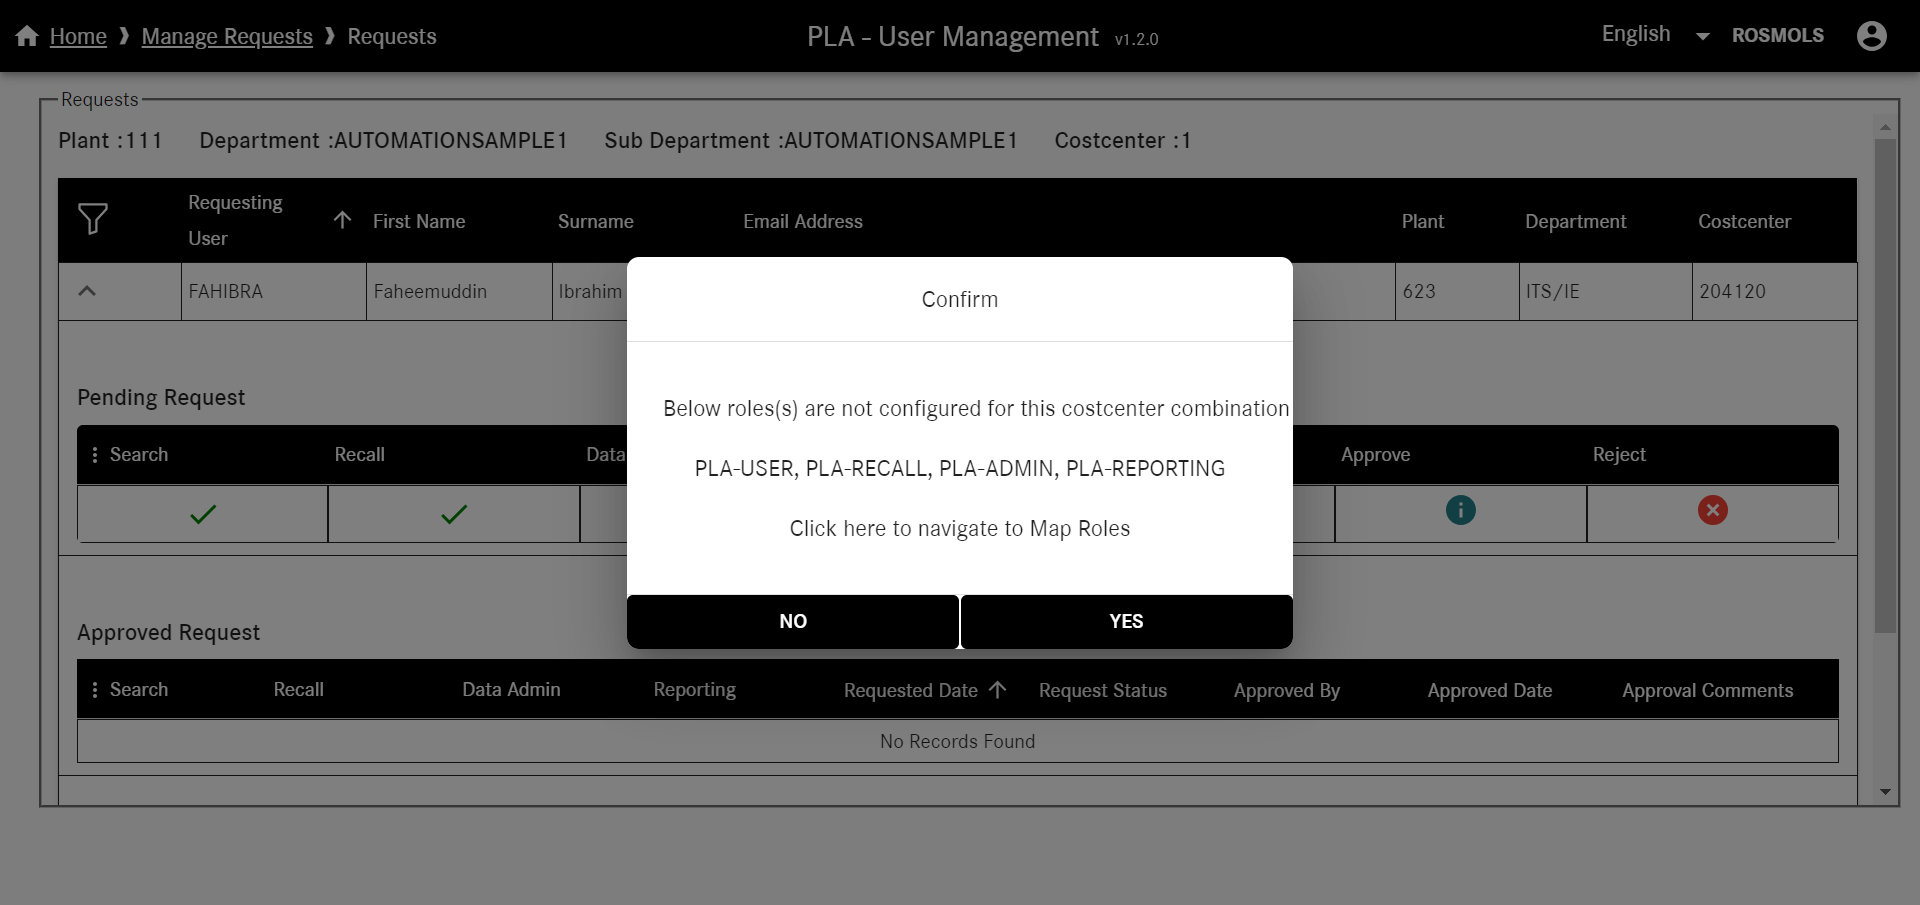 Home ❱ Manage Requests ❱ Requests
PLA - User Management v1.2.0
English
ROSMOLS
Requests
Plant :111 Department :AUTOMATIONSAMPLE1 Sub Department :AUTOMATIONSAMPLE1 Costcenter :1
Requesting User First Name Surname Email Address Plant Department Costcenter
FAHIBRA Faheemuddin Ibrahim 623 ITS/IE 204120
Confirm
Below roles(s) are not configured for this costcenter combination
PLA-USER, PLA-RECALL, PLA-ADMIN, PLA-REPORTING
Click here to navigate to Map Roles
NO YES
Pending Request
Search Recall Data Approve Reject
Approved Request
Search Recall Data Admin Reporting Requested Date Request Status Approved By Approved Date Approval Comments
No Records Found